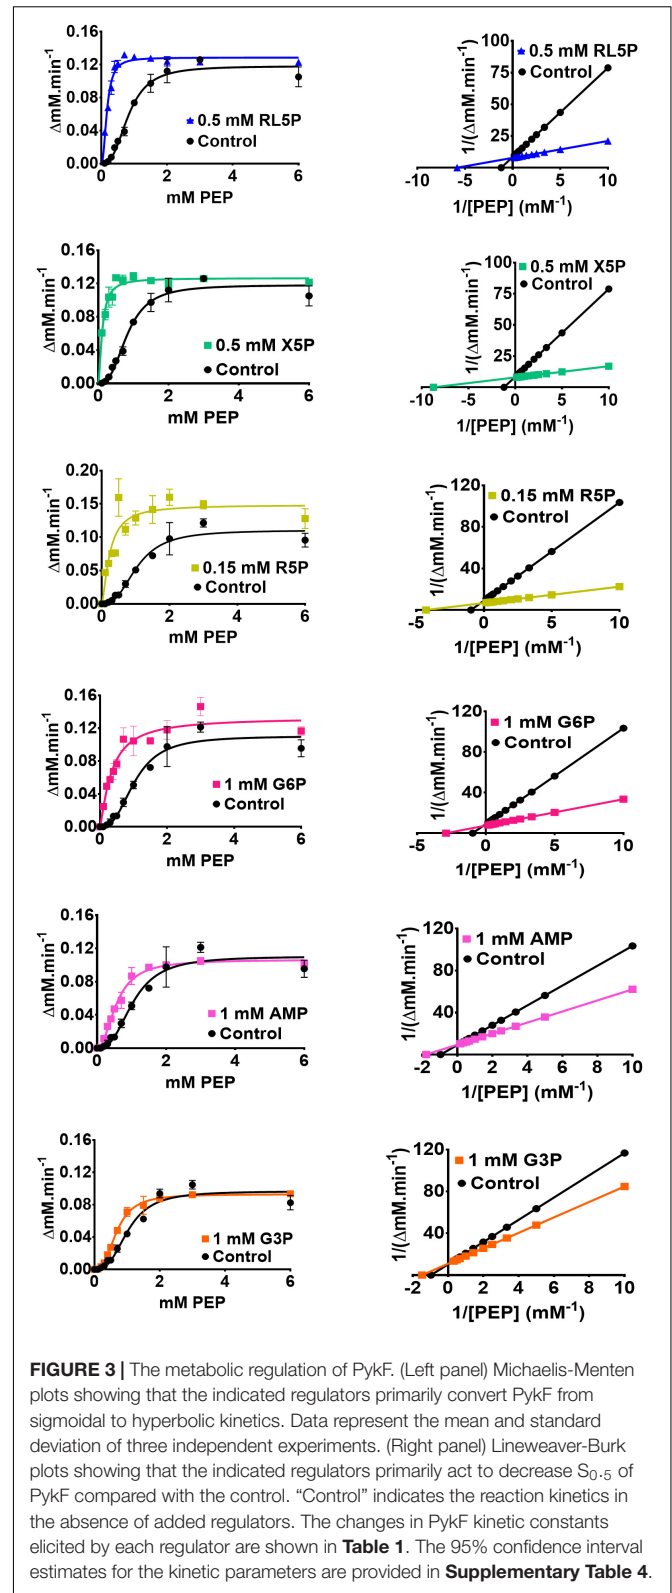 0.16
0.12
0.08
0.04
0.00
0
2
4
6
ΔmM.min⁻¹
mM PEP
0.5 mM RL5P
Control
100
75
50
25
-10
-5
0
5
10
1/(ΔmM.min⁻¹)
1/[PEP] (mM⁻¹)
0.5 mM RL5P
Control
0.16
0.12
0.08
0.04
0.00
0
2
4
6
ΔmM.min⁻¹
mM PEP
0.5 mM X5P
Control
100
75
50
25
-10
-5
0
5
10
1/(ΔmM.min⁻¹)
1/[PEP] (mM⁻¹)
0.5 mM X5P
Control
0.20
0.15
0.10
0.05
0.00
0
2
4
6
ΔmM.min⁻¹
mM PEP
0.15 mM R5P
Control
120
80
40
-5
0
5
10
1/(ΔmM.min⁻¹)
1/[PEP] (mM⁻¹)
0.15 mM R5P
Control
0.16
0.12
0.08
0.04
0.00
0
2
4
6
ΔmM.min⁻¹
mM PEP
1 mM G6P
Control
120
80
40
-5
0
5
10
1/(ΔmM.min⁻¹)
1/[PEP] (mM⁻¹)
1 mM G6P
Control
0.16
0.12
0.08
0.04
0.00
0
2
4
6
ΔmM.min⁻¹
mM PEP
1 mM AMP
Control
120
80
40
-2
0
2
4
6
8
10
1/(ΔmM.min⁻¹)
1/[PEP] (mM⁻¹)
1 mM AMP
Control
0.16
0.12
0.08
0.04
0.00
0
2
4
6
ΔmM.min⁻¹
mM PEP
1 mM G3P
Control
120
80
40
-2
0
2
4
6
8
10
1/(ΔmM.min⁻¹)
1/[PEP] (mM⁻¹)
1 mM G3P
Control
FIGURE 3 | The metabolic regulation of PykF. (Left panel) Michaelis-Menten
plots showing that the indicated regulators primarily convert PykF from
sigmoidal to hyperbolic kinetics. Data represent the mean and standard
deviation of three independent experiments. (Right panel) Lineweaver-Burk
plots showing that the indicated regulators primarily act to decrease S₀.₅ of
PykF compared with the control. “Control” indicates the reaction kinetics in
the absence of added regulators. The changes in PykF kinetic constants
elicited by each regulator are shown in Table 1. The 95% confidence interval
estimates for the kinetic parameters are provided in Supplementary Table 4.